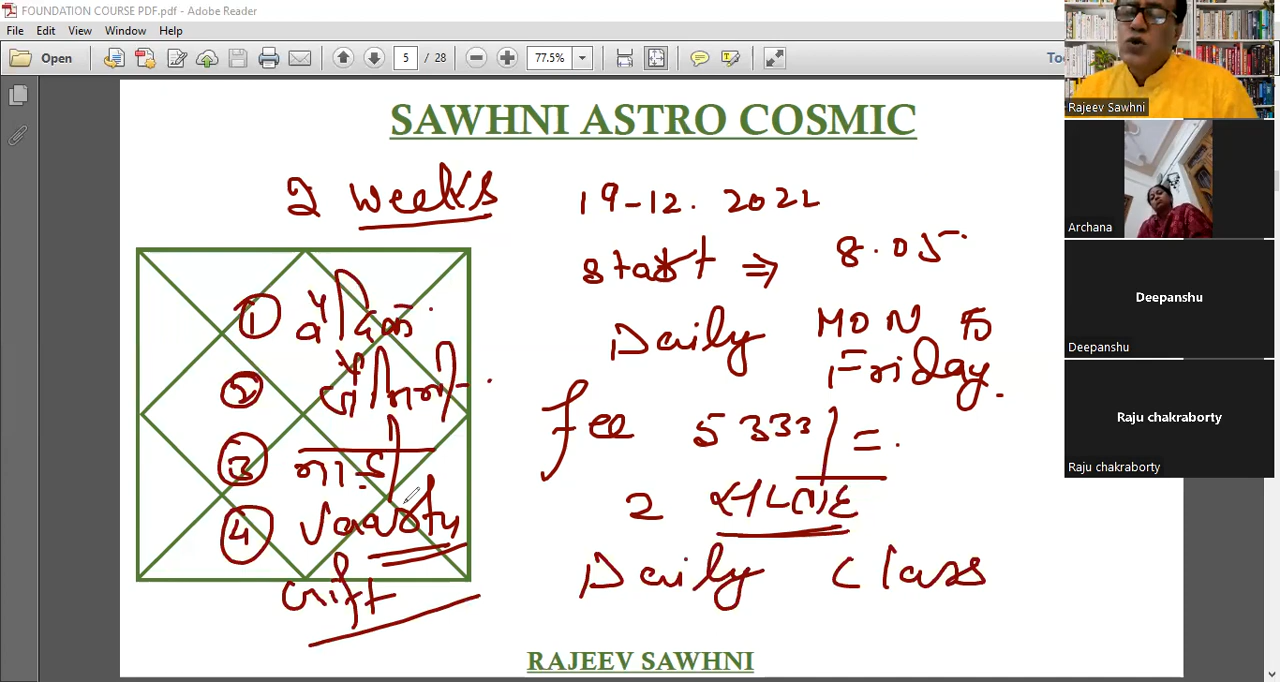 FOUNDATION COURSE PDF.pdf - Adobe Reader
File Edit View Window Help
Open 5 / 28 77.5%
SAWHNI ASTRO COSMIC
2 weeks
19-12. 2022
start ⇒ 8.05
Daily MON to
Friday.
fee 5333/=
2 सप्ताह
Daily Class
1
2
3 नाड़ी
4
Gift
RAJEEV SAWHNI
Rajeev Sawhni
Archana
Deepanshu
Deepanshu
Raju chakraborty
Raju chakraborty